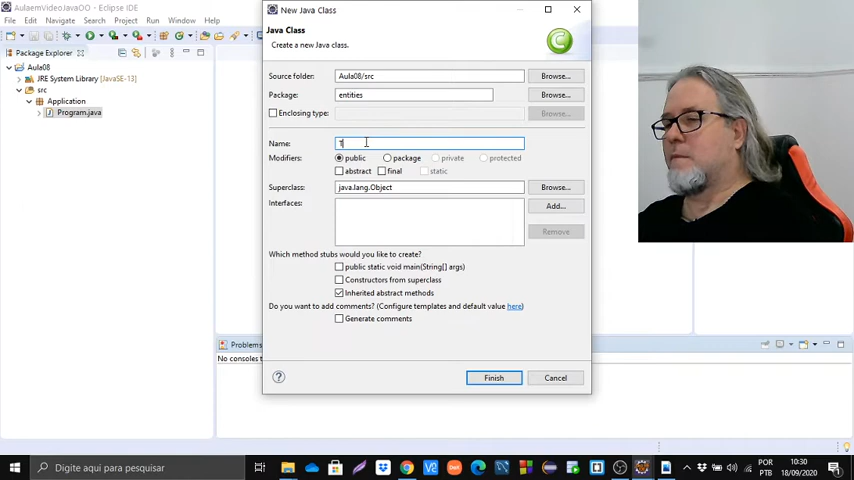 AulaemVideoJavaOO - Eclipse IDE
File Edit Navigate Search Project Run Window
New Java Class
Java Class
Create a new Java class.
Package Explorer
Aula08
JRE System Library [JavaSE-13]
src
Application
Program.java
Source folder:
Aula08/src
Browse...
Package:
entities
Browse...
Enclosing type:
Browse...
Name:
T
Modifiers:
public
package
private
protected
abstract
final
static
Superclass:
java.lang.Object
Browse...
Interfaces:
Add...
Remove
Which method stubs would you like to create?
public static void main(String[] args)
Constructors from superclass
Inherited abstract methods
Do you want to add comments? (Configure templates and default value here)
Generate comments
Problems
No consoles t
Finish
Cancel
Digite aqui para pesquisar
POR
PTB
10:30
18/09/2020